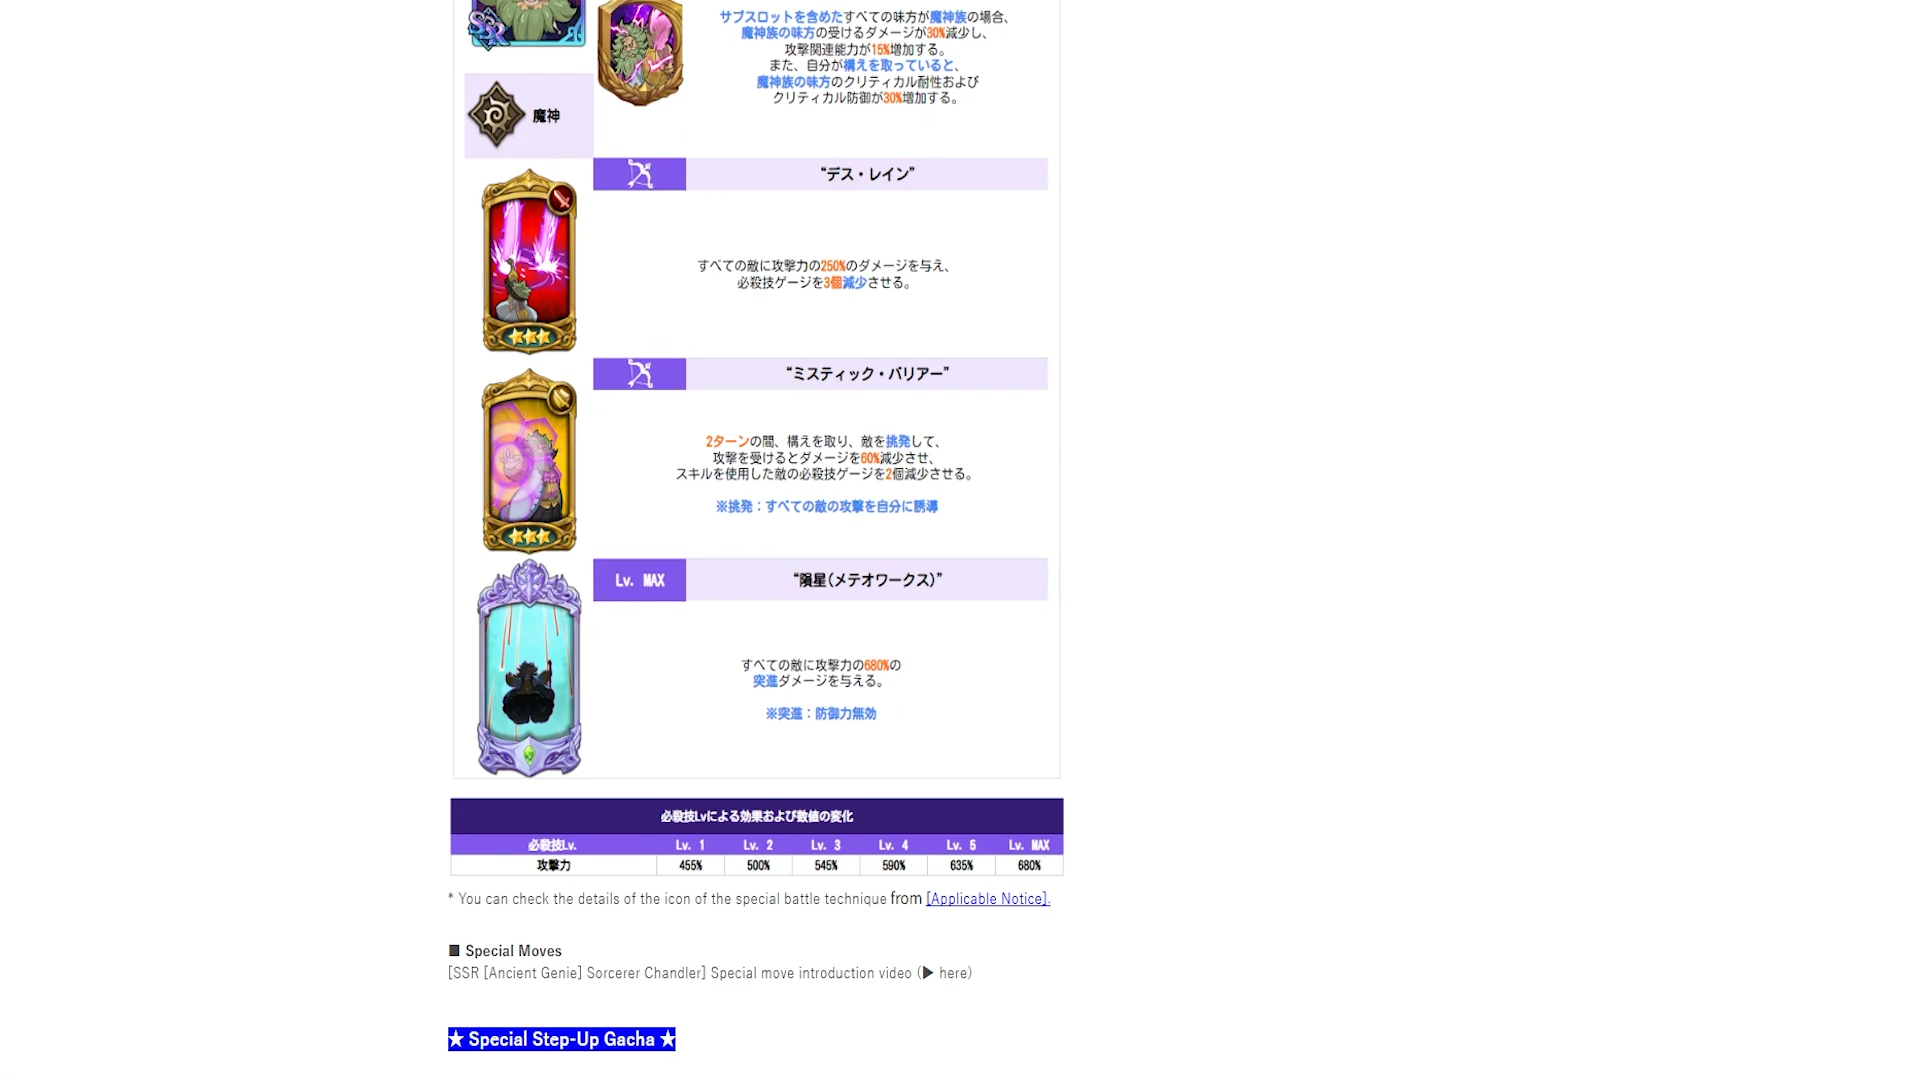 サブスロットを含めたすべての味方が魔神族の場合、
魔神族の味方の受けるダメージが30%減少し、
攻撃関連能力が15%増加する。
また、自分が構えを取っていると、
魔神族の味方のクリティカル耐性および
クリティカル防御が30%増加する。
SSR
魔神
“デス・レイン”
すべての敵に攻撃力の250%のダメージを与え、
必殺技ゲージを3個減少させる。
“ミスティック・バリアー”
2ターンの間、構えを取り、敵を挑発して、
攻撃を受けるとダメージを60%減少させ、
スキルを使用した敵の必殺技ゲージを2個減少させる。
※挑発：すべての敵の攻撃を自分に誘導
Lv. MAX “隕星(メテオワークス)”
すべての敵に攻撃力の680%の
突進ダメージを与える。
※突進：防御力無効
必殺技Lvによる効果および数値の変化
必殺技Lv. Lv. 1 Lv. 2 Lv. 3 Lv. 4 Lv. 5 Lv. MAX
攻撃力 455% 500% 545% 590% 635% 680%
* You can check the details of the icon of the special battle technique from [Applicable Notice].
■ Special Moves
[SSR [Ancient Genie] Sorcerer Chandler] Special move introduction video (▶ here)
★ Special Step-Up Gacha ★